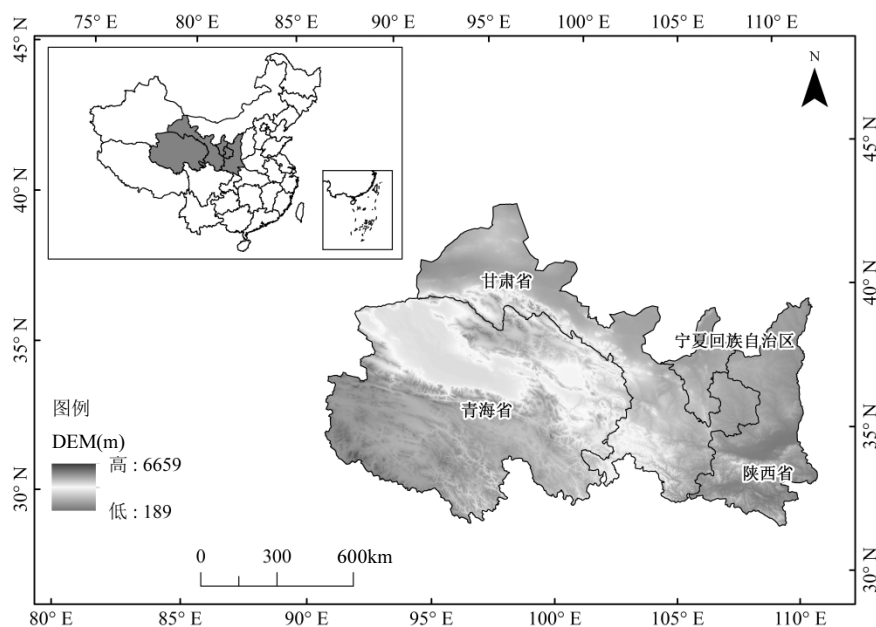 75° E 80° E 85° E 90° E 95° E 100° E 105° E 110° E 115° E
45° N
40° N
35° N
30° N
N
45° N
40° N
35° N
30° N
甘肃省
宁夏回族自治区
青海省
陕西省
图例
DEM(m)
高 : 6659
低 : 189
0 300 600km
80° E 85° E 90° E 95° E 100° E 105° E 110° E